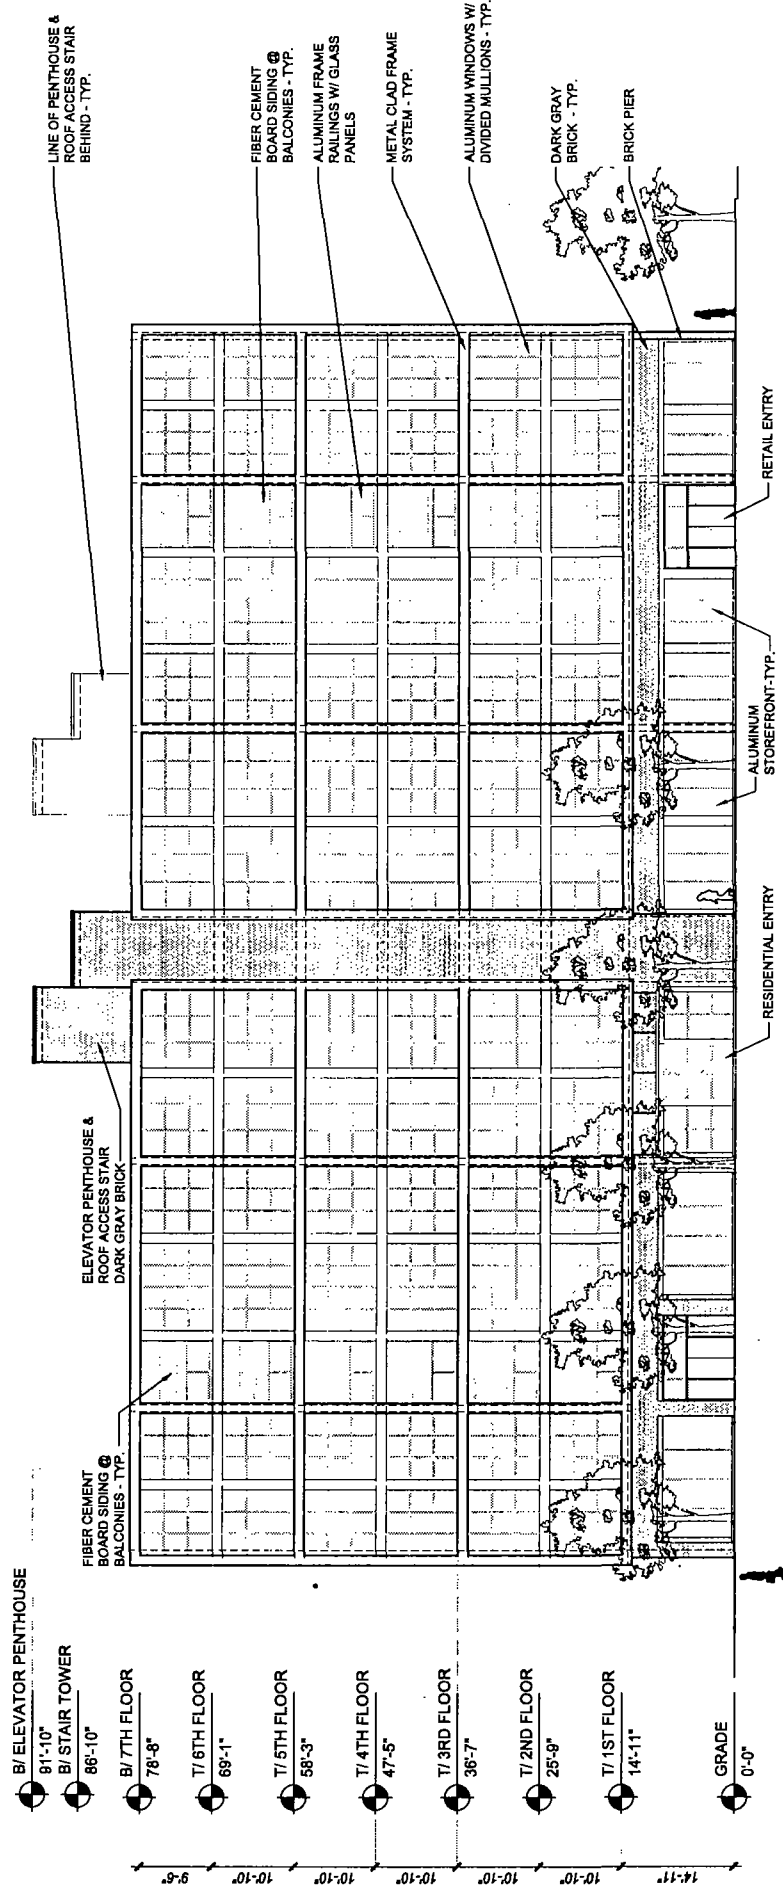 LINE OF PENTHOUSE &
ROOF ACCESS STAIR
BEHIND - TYP.
FIBER CEMENT
BOARD SIDING @
BALCONIES - TYP.
ALUMINUM FRAME
RAILINGS W/ GLASS
PANELS
METAL CLAD FRAME
SYSTEM - TYP.
ALUMINUM WINDOWS W/
DIVIDED MULLIONS - TYP.
DARK GRAY
BRICK - TYP.
BRICK PIER
RETAIL ENTRY
ALUMINUM
STOREFRONT-TYP.
RESIDENTIAL ENTRY
ELEVATOR PENTHOUSE &
ROOF ACCESS STAIR
DARK GRAY BRICK
FIBER CEMENT
BOARD SIDING @
BALCONIES - TYP.
B/ ELEVATOR PENTHOUSE
91'-10"
B/ STAIR TOWER
86'-10"
B/ 7TH FLOOR
78'-8"
T/ 6TH FLOOR
69'-1"
T/ 5TH FLOOR
58'-3"
T/ 4TH FLOOR
47'-5"
T/ 3RD FLOOR
36'-7"
T/ 2ND FLOOR
25'-9"
T/ 1ST FLOOR
14'-11"
GRADE
0'-0"
9'-6"
10'-10"
10'-10"
10'-10"
10'-10"
10'-10"
14'-11"